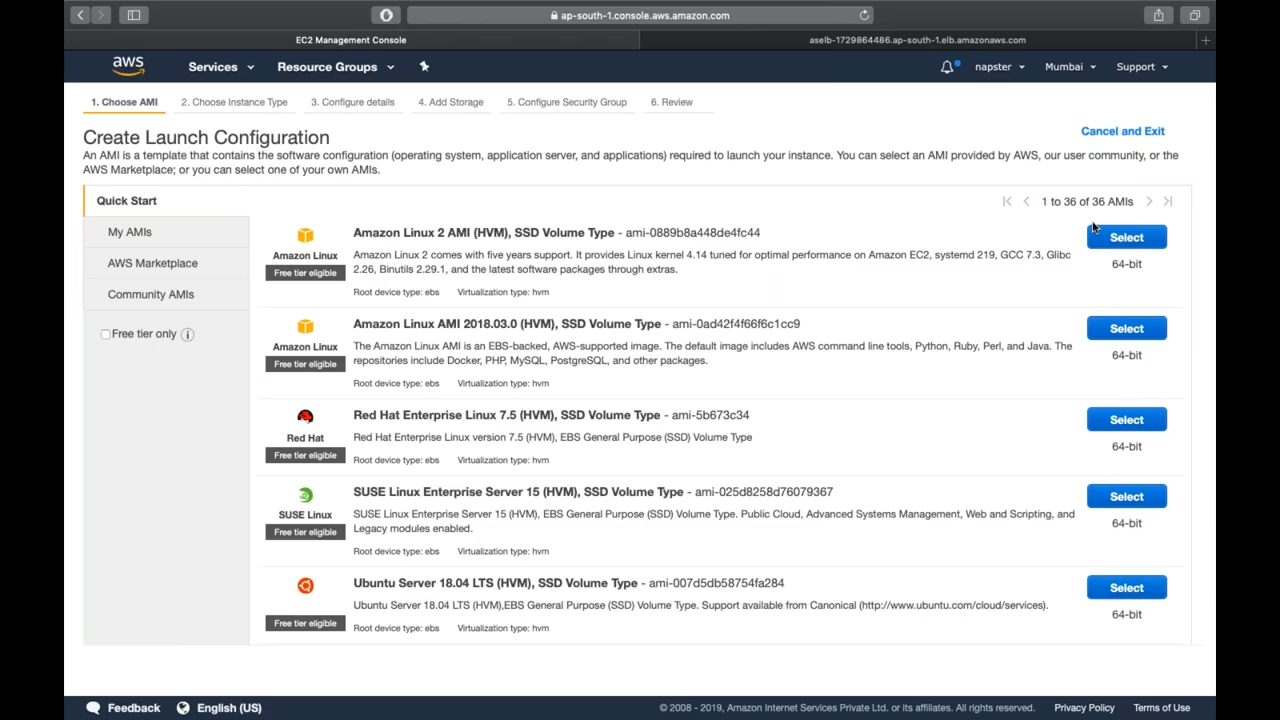 ap-south-1.console.aws.amazon.com
EC2 Management Console
aselb-1729864486.ap-south-1.elb.amazonaws.com
aws
Services
Resource Groups
napster
Mumbai
Support
1. Choose AMI
2. Choose Instance Type
3. Configure details
4. Add Storage
5. Configure Security Group
6. Review
Create Launch Configuration
Cancel and Exit
An AMI is a template that contains the software configuration (operating system, application server, and applications) required to launch your instance. You can select an AMI provided by AWS, our user community, or the
AWS Marketplace; or you can select one of your own AMIs.
Quick Start
My AMIs
AWS Marketplace
Community AMIs
Free tier only
1 to 36 of 36 AMIs
Amazon Linux
Free tier eligible
Amazon Linux 2 AMI (HVM), SSD Volume Type - ami-0889b8a448de4fc44
Amazon Linux 2 comes with five years support. It provides Linux kernel 4.14 tuned for optimal performance on Amazon EC2, systemd 219, GCC 7.3, Glibc
2.26, Binutils 2.29.1, and the latest software packages through extras.
Root device type: ebs Virtualization type: hvm
Select
64-bit
Amazon Linux
Free tier eligible
Amazon Linux AMI 2018.03.0 (HVM), SSD Volume Type - ami-0ad42f4f66f6c1cc9
The Amazon Linux AMI is an EBS-backed, AWS-supported image. The default image includes AWS command line tools, Python, Ruby, Perl, and Java. The
repositories include Docker, PHP, MySQL, PostgreSQL, and other packages.
Root device type: ebs Virtualization type: hvm
Select
64-bit
Red Hat
Free tier eligible
Red Hat Enterprise Linux 7.5 (HVM), SSD Volume Type - ami-5b673c34
Red Hat Enterprise Linux version 7.5 (HVM), EBS General Purpose (SSD) Volume Type
Root device type: ebs Virtualization type: hvm
Select
64-bit
SUSE Linux
Free tier eligible
SUSE Linux Enterprise Server 15 (HVM), SSD Volume Type - ami-025d8258d76079367
SUSE Linux Enterprise Server 15 (HVM), EBS General Purpose (SSD) Volume Type. Public Cloud, Advanced Systems Management, Web and Scripting, and
Legacy modules enabled.
Root device type: ebs Virtualization type: hvm
Select
64-bit
Free tier eligible
Ubuntu Server 18.04 LTS (HVM), SSD Volume Type - ami-007d5db58754fa284
Ubuntu Server 18.04 LTS (HVM),EBS General Purpose (SSD) Volume Type. Support available from Canonical (http://www.ubuntu.com/cloud/services).
Root device type: ebs Virtualization type: hvm
Select
64-bit
Feedback
English (US)
© 2008 - 2019, Amazon Internet Services Private Ltd. or its affiliates. All rights reserved.
Privacy Policy
Terms of Use